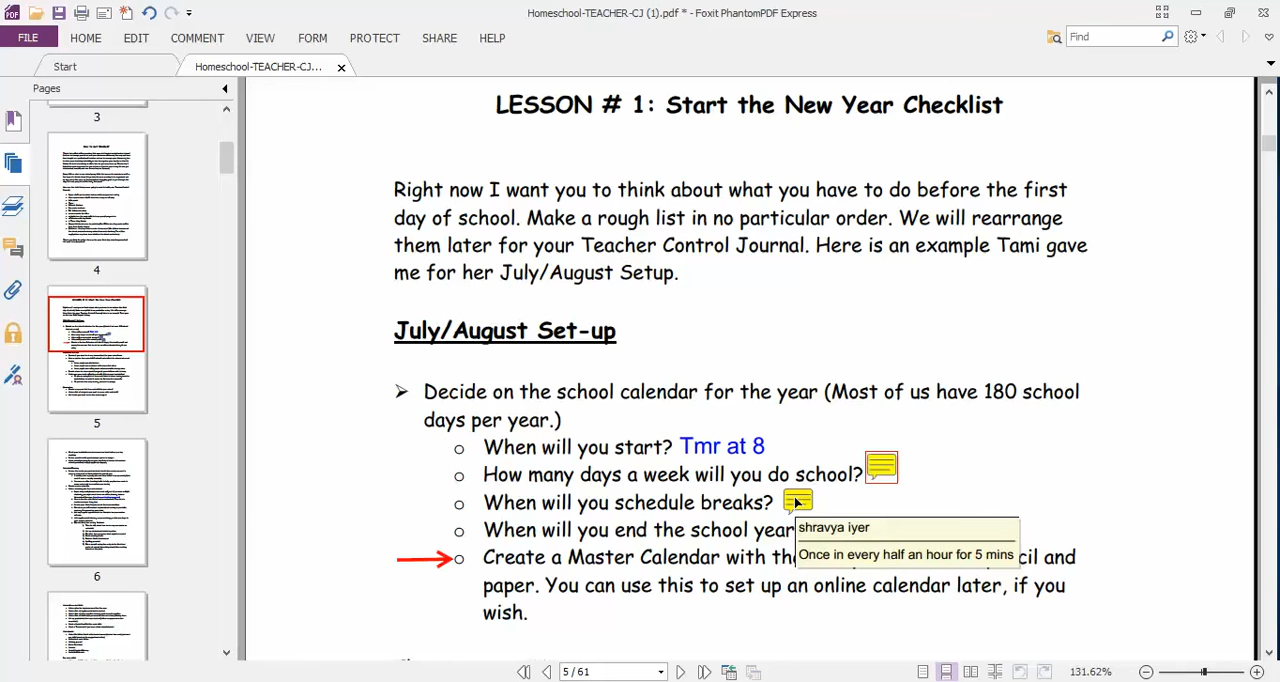 Homeschool-TEACHER-CJ (1).pdf * - Foxit PhantomPDF Express
FILE HOME EDIT COMMENT VIEW FORM PROTECT SHARE HELP
Find
Start
Homeschool-TEACHER-CJ...
Pages
3
4
5
6
LESSON # 1: Start the New Year Checklist
Right now I want you to think about what you have to do before the first
day of school. Make a rough list in no particular order. We will rearrange
them later for your Teacher Control Journal. Here is an example Tami gave
me for her July/August Setup.
July/August Set-up
➢ Decide on the school calendar for the year (Most of us have 180 school
days per year.)
o When will you start? Tmr at 8
o How many days a week will you do school?
o When will you schedule breaks?
o When will you end the school year
shravya iyer
Once in every half an hour for 5 mins
o Create a Master Calendar with the cil and
paper. You can use this to set up an online calendar later, if you
wish.
5 / 61
131.62%